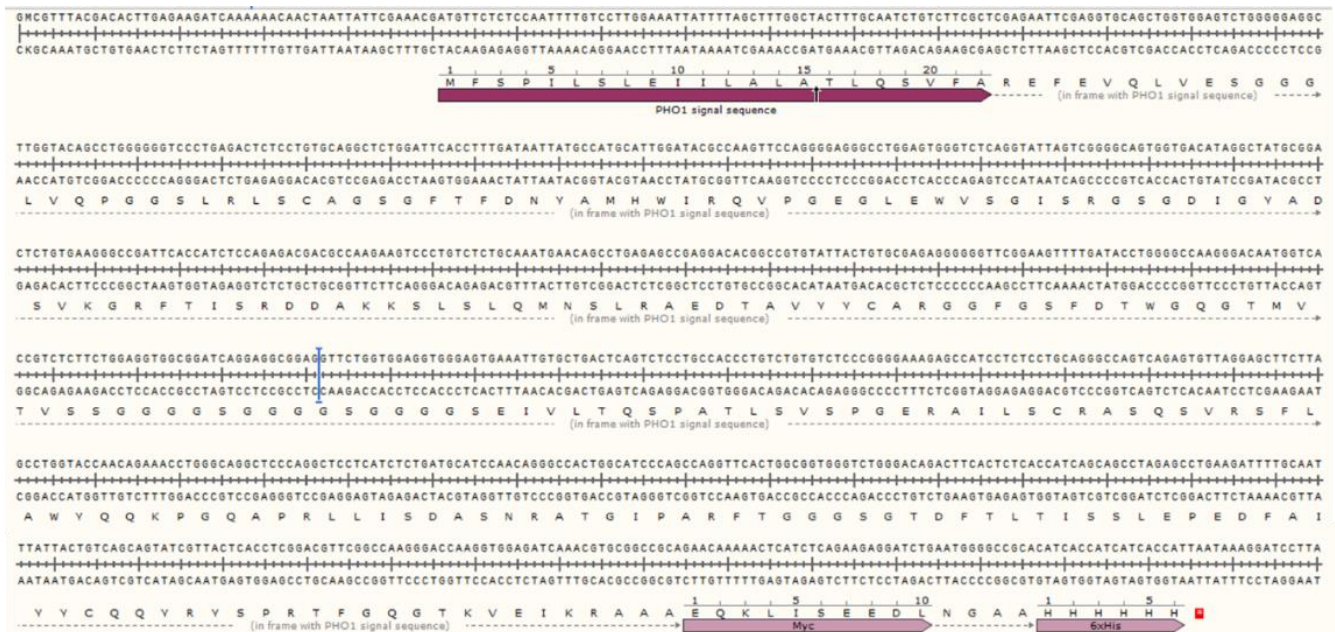 GMCGTTTACGACACTTGAGAAGATCAAAAAACAACTAATTATTCGAAACGATGTTCTCTCCAATTTTGTCCTTGGAAATTATTTTAGCTTTGGCTACTTTGCAATCTGTCTTCGCTCGAGAATTCGAGGTGCAGCTGGTGGAGTCTGGGGGAGGC
CKGCAAATGCTGTGAACTCTTCTAGTTTTTTGTTGATTAATAAGCTTTGCTACAAGAGAGGTTAAAACAGGAACCTTTAATAAAATCGAAACCGATGAAACGTTAGACAGAAGCGAGCTCTTAAGCTCCACGTCGACCACCTCAGACCCCCTCCG
1 5 10 15 20
M F S P I L S L E I I L A L A T L Q S V F A R E F E V Q L V E S G G G
(in frame with PHO1 signal sequence)
PHO1 signal sequence
TTGGTACAGCCTGGGGGGTCCCTGAGACTCTCCTGTGCAGGCTCTGGATTCACCTTTGATAATTATGCCATGCATTGGATACGCCAAGTTCCAGGGGAGGGCCTGGAGTGGGTCTCAGGTATTAGTCGGGGCAGTGGTGACATAGGCTATGCGGA
AACCATGTCGGACCCCCCAGGGACTCTGAGAGGACACGTCCGAGACCTAAGTGGAAACTATTAATACGGTACGTAACCTATGCGGTTCAAGGTCCCCTCCCGGACCTCACCCAGAGTCCATAATCAGCCCCGTCACCACTGTATCCGATACGCCT
L V Q P G G S L R L S C A G S G F T F D N Y A M H W I R Q V P G E G L E W V S G I S R G S G D I G Y A D
(in frame with PHO1 signal sequence)
CTCTGTGAAGGGCCGATTCACCATCTCCAGAGACGACGCCAAGAAGTCCCTGTCTCTGCAAATGAACAGCCTGAGAGCCGAGGACACGGCCGTGTATTACTGTGCGAGAGGGGGGTTCGGAAGTTTTGATACCTGGGGCCAAGGGACAATGGTCA
GAGACACTTCCCGGCTAAGTGGTAGAGGTCTCTGCTGCGGTTCTTCAGGGACAGAGACGTTTACTTGTCGGACTCTCGGCTCCTGTGCCGGCACATAATGACACGCTCTCCCCCCAAGCCTTCAAAACTATGGACCCCGGTTCCCTGTTACCAGT
S V K G R F T I S R D D A K K S L S L Q M N S L R A E D T A V Y Y C A R G G F G S F D T W G Q G T M V
(in frame with PHO1 signal sequence)
CCGTCTCTTCTGGAGGTGGCGGATCAGGAGGCGGAGGTTCTGGTGGAGGTGGGAGTGAAATTGTGCTGACTCAGTCTCCTGCCACCCTGTCTGTGTCTCCCGGGGAAAGAGCCATCCTCTCCTGCAGGGCCAGTCAGAGTGTTAGGAGCTTCTTA
GGCAGAGAAGACCTCCACCGCCTAGTCCTCCGCCTCCAAGACCACCTCCACCCTCACTTTAACACGACTGAGTCAGAGGACGGTGGGACAGACACAGAGGGCCCCTTTCTCGGTAGGAGAGGACGTCCCGGTCAGTCTCACAATCCTCGAAGAAT
T V S S G G G G S G G G G S G G G G S E I V L T Q S P A T L S V S P G E R A I L S C R A S Q S V R S F L
(in frame with PHO1 signal sequence)
GCCTGGTACCAACAGAAACCTGGGCAGGCTCCCAGGCTCCTCATCTCTGATGCATCCAACAGGGCCACTGGCATCCCAGCCAGGTTCACTGGCGGTGGGTCTGGGACAGACTTCACTCTCACCATCAGCAGCCTAGAGCCTGAAGATTTTGCAAT
CGGACCATGGTTGTCTTTGGACCCGTCCGAGGGTCCGAGGAGTAGAGACTACGTAGGTTGTCCCGGTGACCGTAGGGTCGGTCCAAGTGACCGCCACCCAGACCCTGTCTGAAGTGAGAGTGGTAGTCGTCGGATCTCGGACTTCTAAAACGTTA
A W Y Q Q K P G Q A P R L L I S D A S N R A T G I P A R F T G G G S G T D F T L T I S S L E P E D F A I
TTATTACTGTCAGCAGTATCGTTACTCACCTCGGACGTTCGGCCAAGGGACCAAGGTGGAGATCAAACGTGCGGCCGCAGAACAAAAACTCATCTCAGAAGAGGATCTGAATGGGGCCGCACATCACCATCATCACCATTAATAAAGGATCCTTA
AATAATGACAGTCGTCATAGCAATGAGTGGAGCCTGCAAGCCGGTTCCCTGGTTCCACCTCTAGTTTGCACGCCGGCGTCTTGTTTTTGAGTAGAGTCTTCTCCTAGACTTACCCCGGCGTGTAGTGGTAGTAGTGGTAATTATTTCCTAGGAAT
1 5 10 1 5
Y Y C Q Q Y R Y S P R T F G Q G T K V E I K R A A A E Q K L I S E E D L N G A A H H H H H H *
(in frame with PHO1 signal sequence)
Myc 6xHis